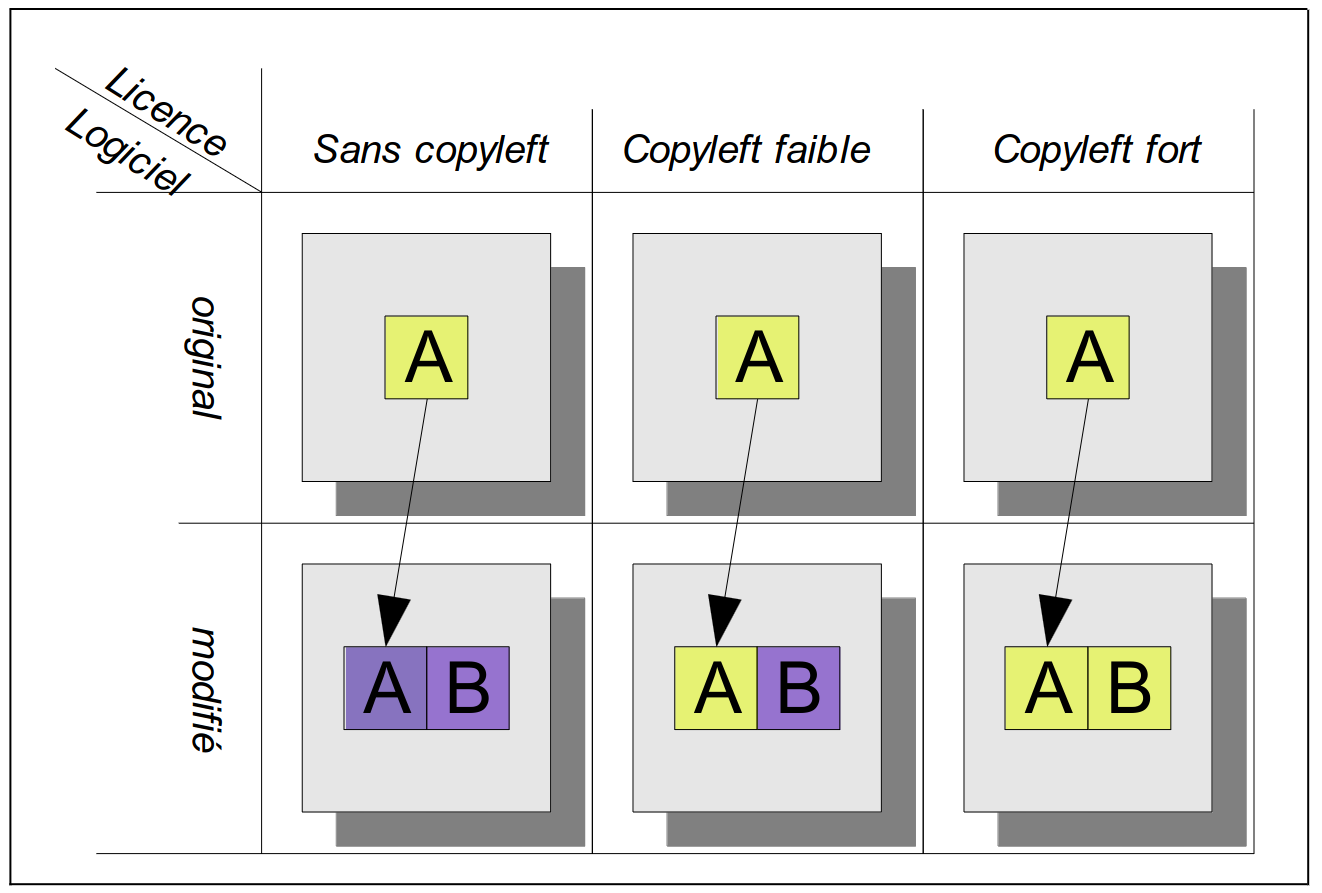 Licence
Logiciel
Sans copyleft
Copyleft faible
Copyleft fort
original
A
A
A
modifié
A B
A B
A B